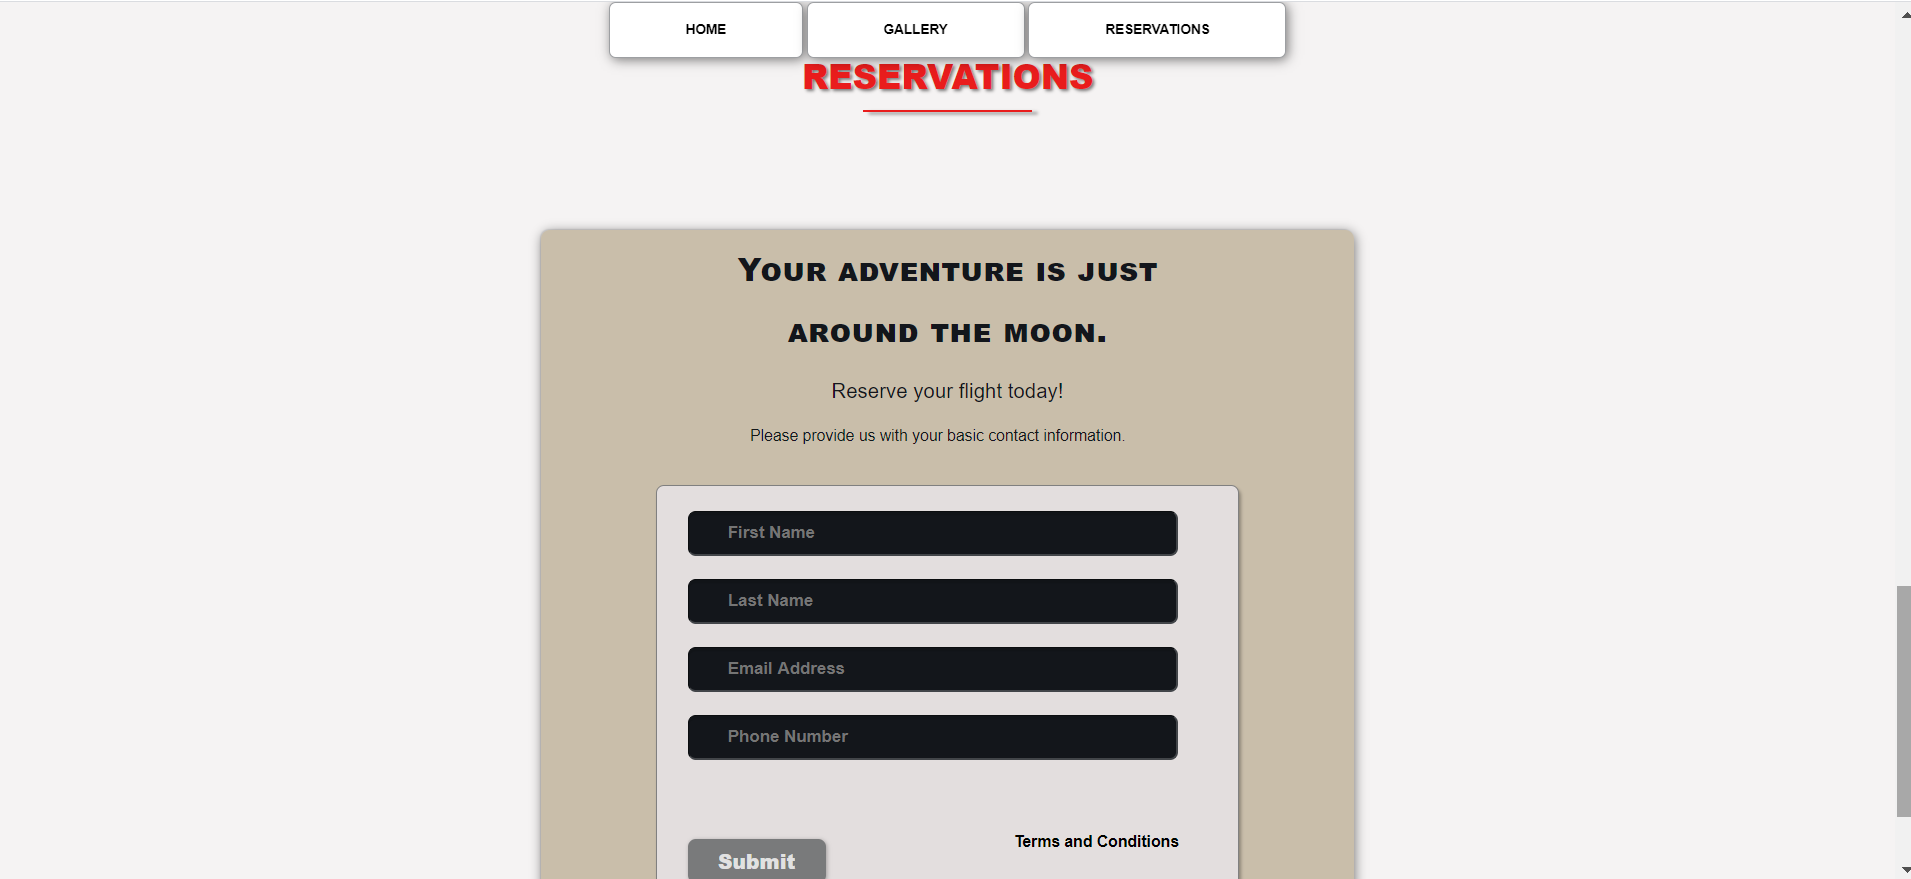 HOME
GALLERY
RESERVATIONS
RESERVATIONS
Your adventure is just
around the moon.
Reserve your flight today!
Please provide us with your basic contact information.
First Name
Last Name
Email Address
Phone Number
Terms and Conditions
Submit